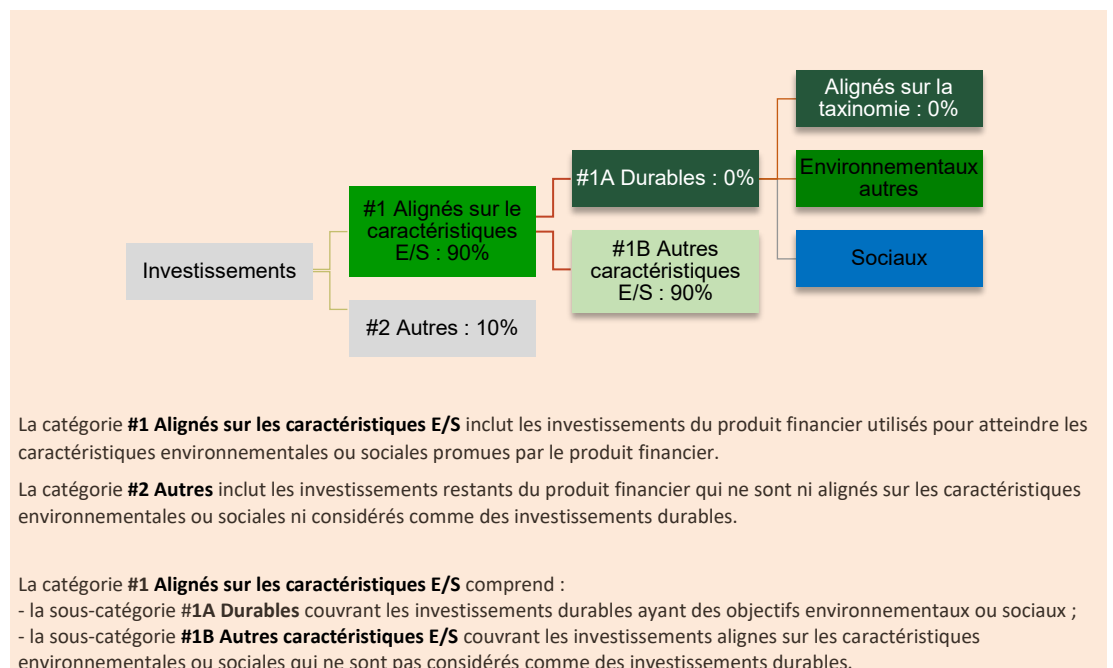 Alignés sur la
taxinomie : 0%
#1A Durables : 0%
Environnementaux
autres
#1 Alignés sur le
caractéristiques
E/S : 90%
#1B Autres
caractéristiques
E/S : 90%
Sociaux
Investissements
#2 Autres : 10%
La catégorie #1 Alignés sur les caractéristiques E/S inclut les investissements du produit financier utilisés pour atteindre les
caractéristiques environnementales ou sociales promues par le produit financier.
La catégorie #2 Autres inclut les investissements restants du produit financier qui ne sont ni alignés sur les caractéristiques
environnementales ou sociales ni considérés comme des investissements durables.
La catégorie #1 Alignés sur les caractéristiques E/S comprend :
- la sous-catégorie #1A Durables couvrant les investissements durables ayant des objectifs environnementaux ou sociaux ;
- la sous-catégorie #1B Autres caractéristiques E/S couvrant les investissements alignes sur les caractéristiques
environnementales ou sociales qui ne sont pas considérés comme des investissements durables.